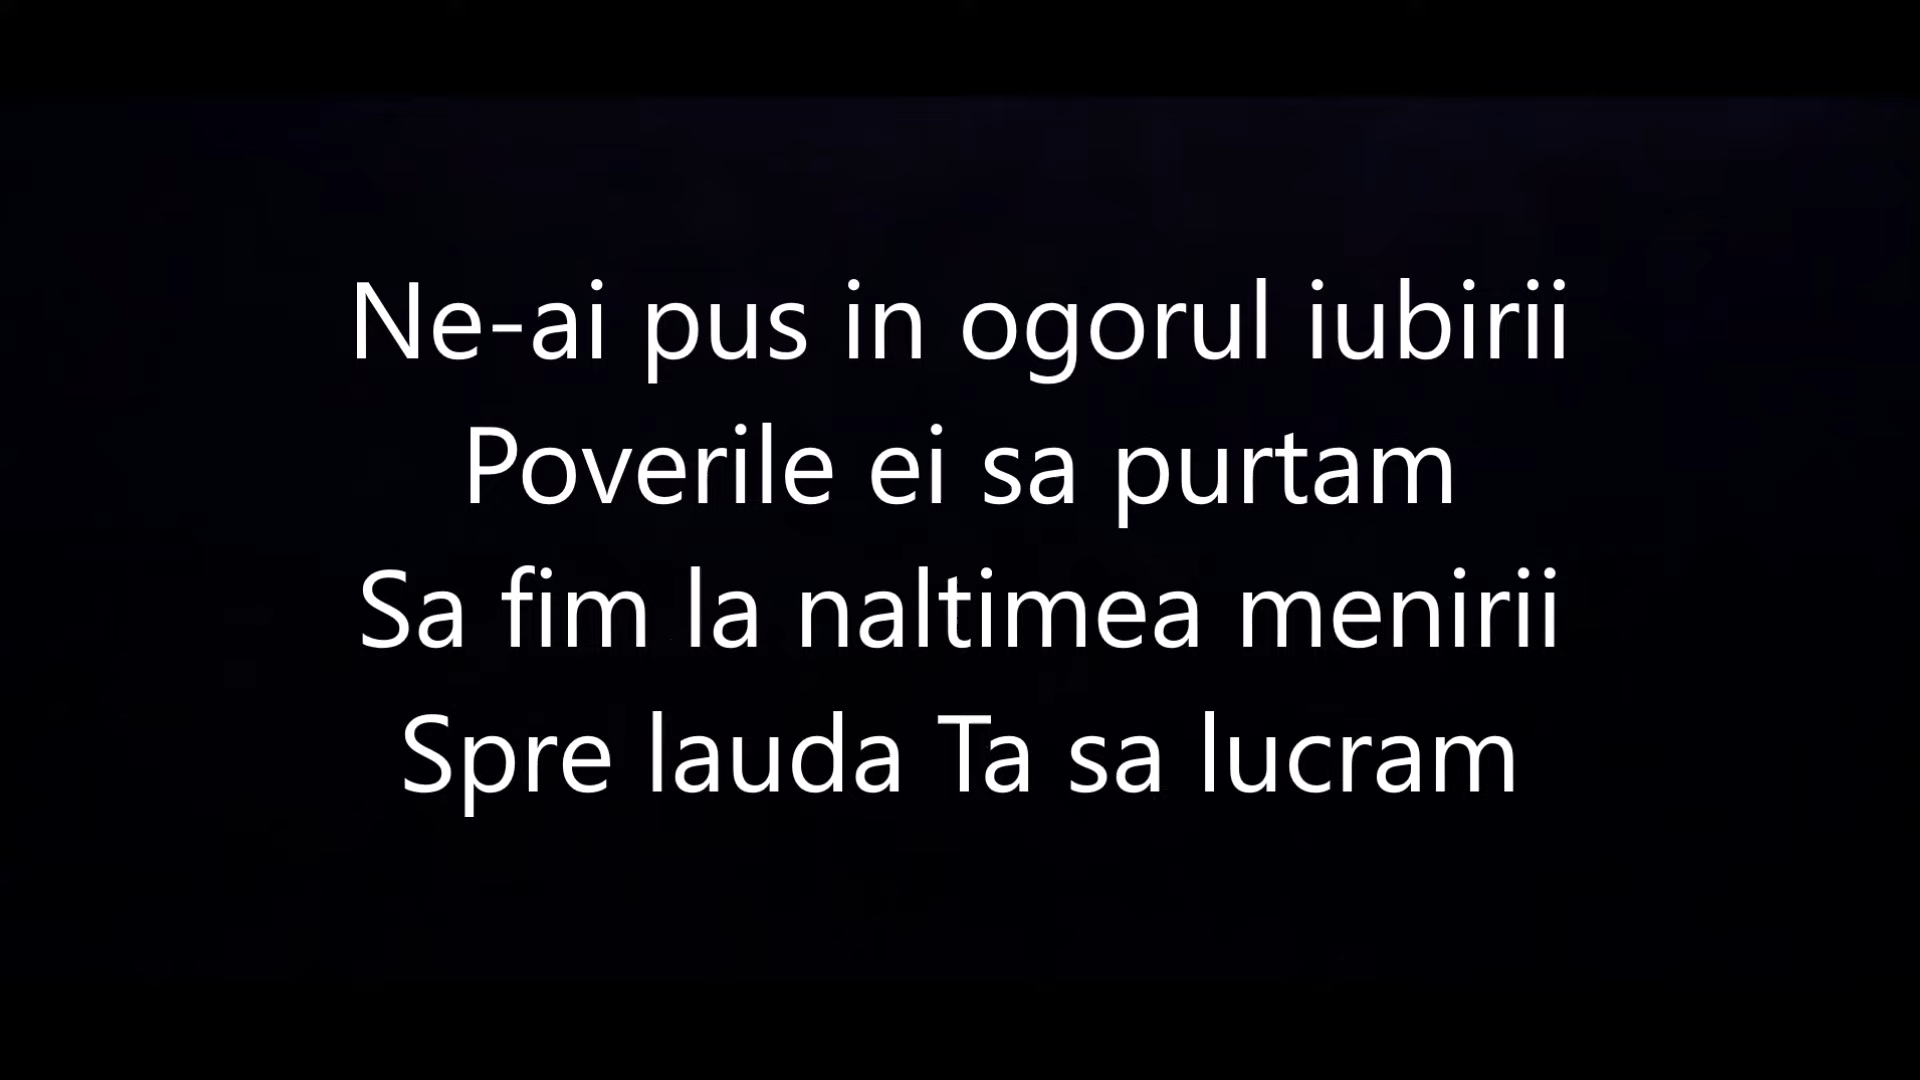 Ne-ai pus in ogorul iubirii
Poverile ei sa purtam
Sa fim la naltimea menirii
Spre lauda Ta sa lucram